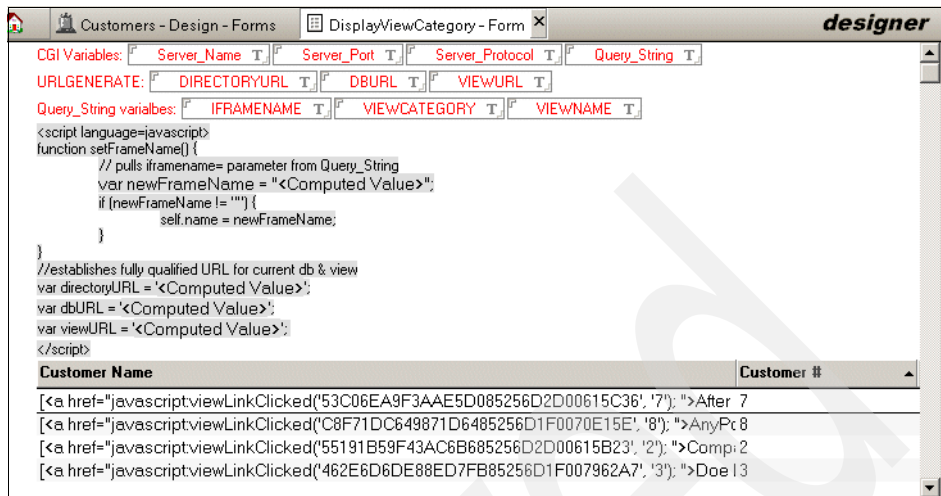 Customers - Design - Forms DisplayViewCategory - Form designer
CGI Variables: Server_Name T Server_Port T Server_Protocol T Query_String T
URLGENERATE: DIRECTORYURL T DBURL T VIEWURL T
Query_String varialbes: IFRAMENAME T VIEWCATEGORY T VIEWNAME T
<script language=javascript>
function setFrameName() {
// pulls iframename= parameter from Query_String
var newFrameName = "<Computed Value>";
if (newFrameName != "") {
self.name = newFrameName;
}
}
//establishes fully qualified URL for current db & view
var directoryURL = '<Computed Value>';
var dbURL = '<Computed Value>';
var viewURL = '<Computed Value>';
</script>
Customer Name Customer #
[<a href="javascript:viewLinkClicked('53C06EA9F3AAE5D085256D2D00615C36', '7'); ">After 7
[<a href="javascript:viewLinkClicked('C8F71DC649871D6485256D1F0070E15E', '8'); ">AnyPo 8
[<a href="javascript:viewLinkClicked('55191B59F43AC6B685256D2D00615B23', '2'); ">Comp 2
[<a href="javascript:viewLinkClicked('462E6D6DE88ED7FB85256D1F007962A7', '3'); ">Doe 3